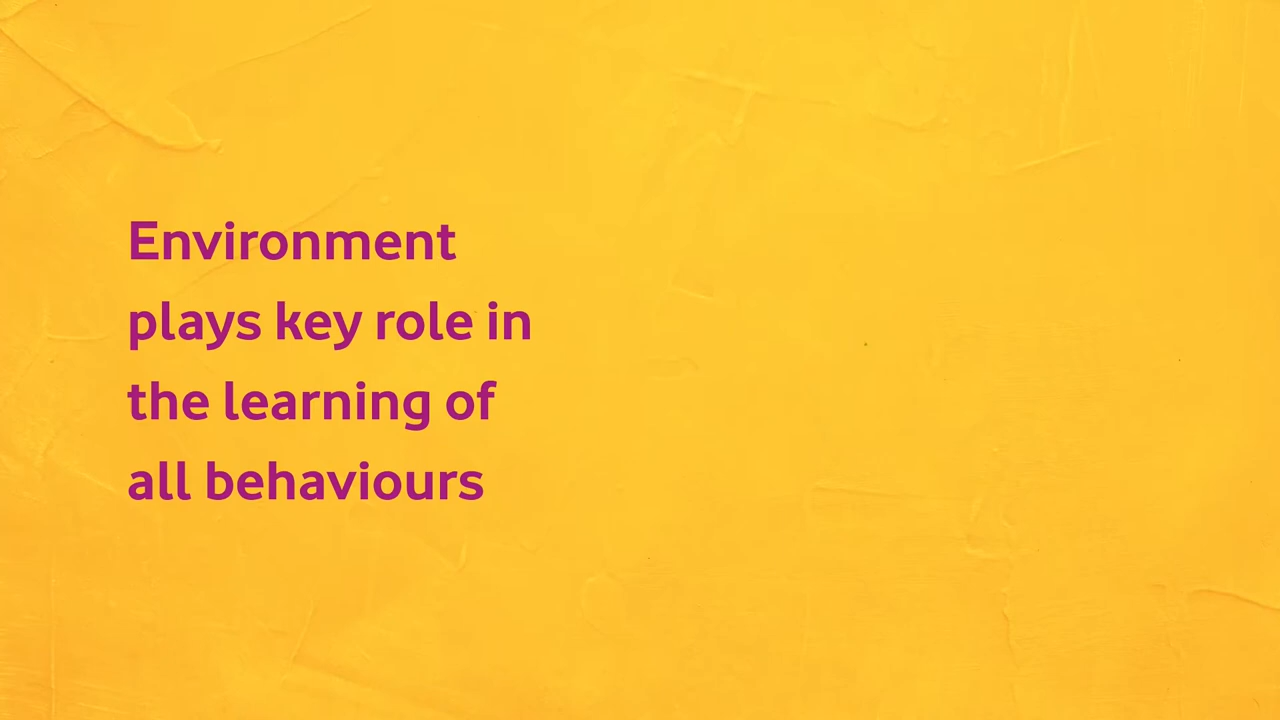 Environment
plays key role in
the learning of
all behaviours